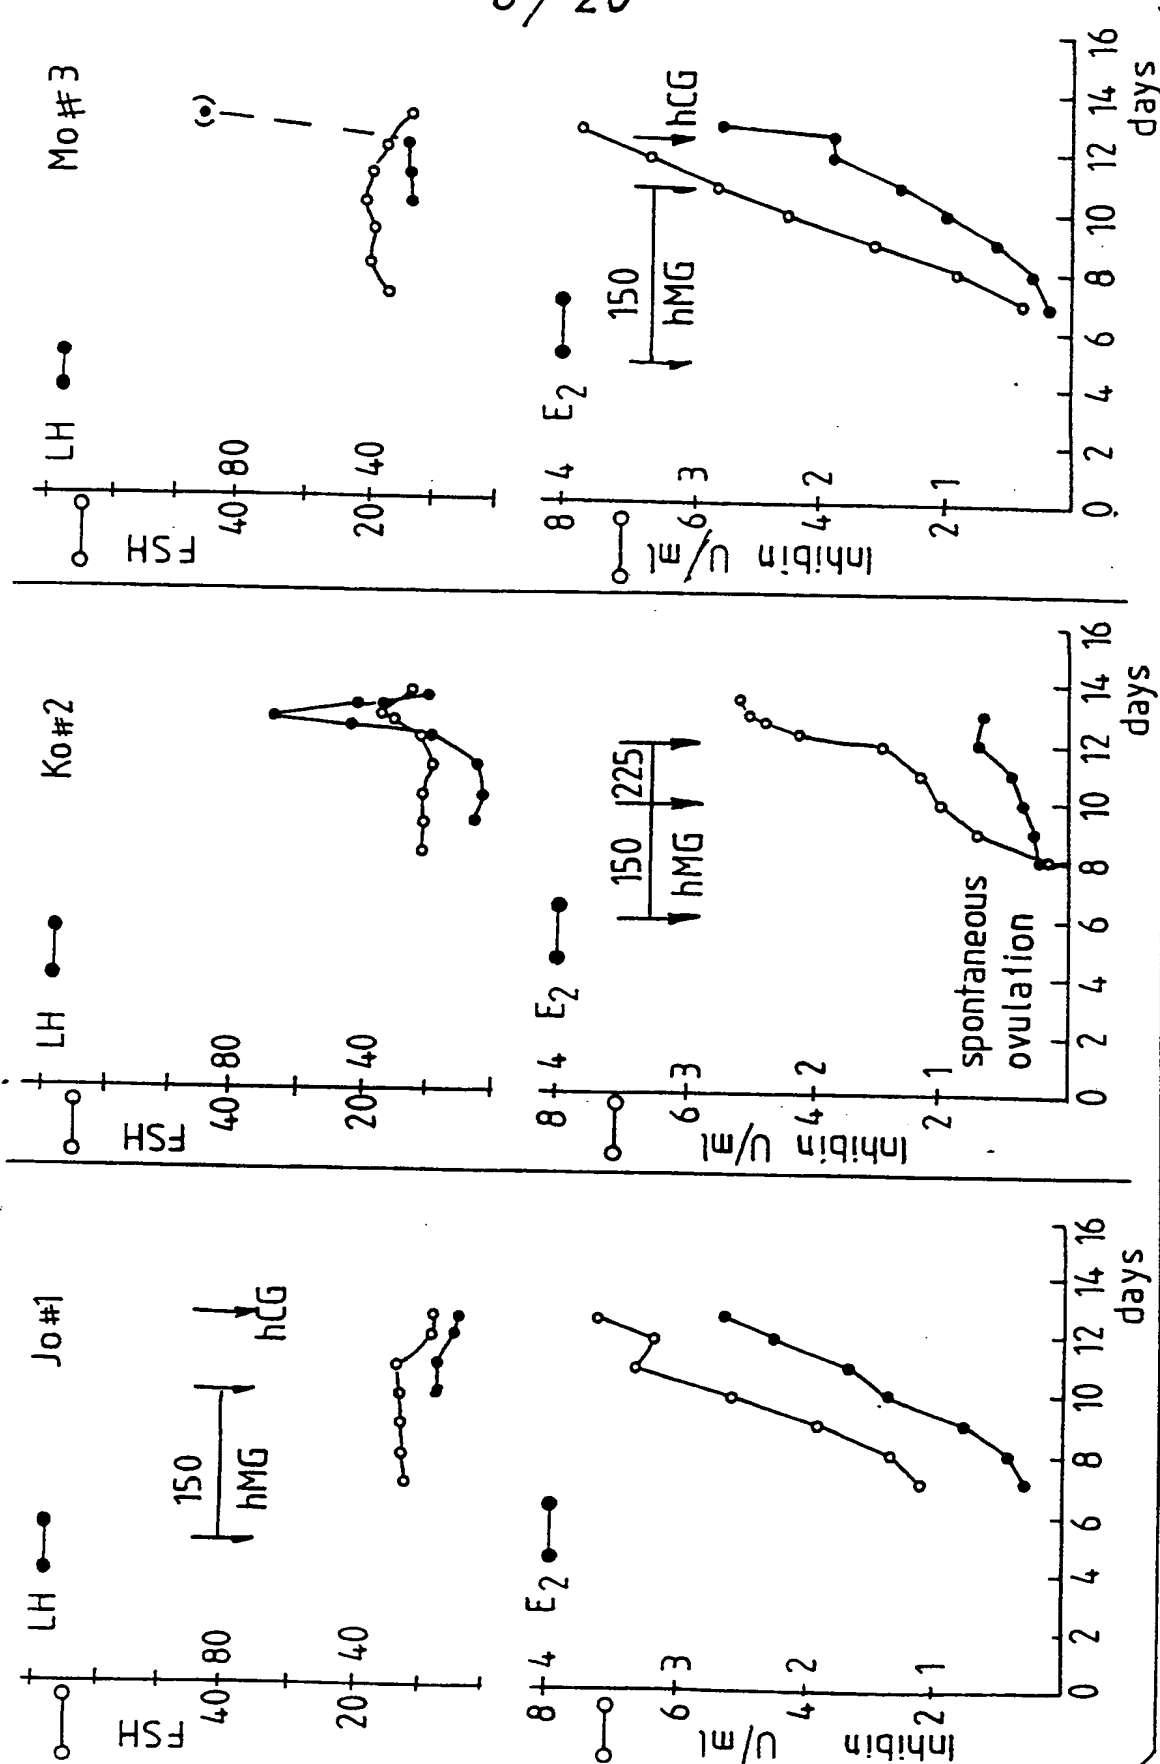 Jo#1
LH
FSH
40 80
20 40
150
hMG
hCG
E2
8 4
6 3
4 2
2 1
Inhibin U/ml
0 2 4 6 8 10 12 14 16
days
Ko#2
LH
FSH
40 80
20 40
E2
8 4
6 3
4 2
2 1
Inhibin U/ml
150 225
hMG
spontaneous
ovulation
0 2 4 6 8 10 12 14 16
days
Mo#3
LH
FSH
40 80
20 40
E2
8 4
6 3
4 2
2 1
Inhibin U/ml
150
hMG
hCG
0 2 4 6 8 10 12 14 16
days